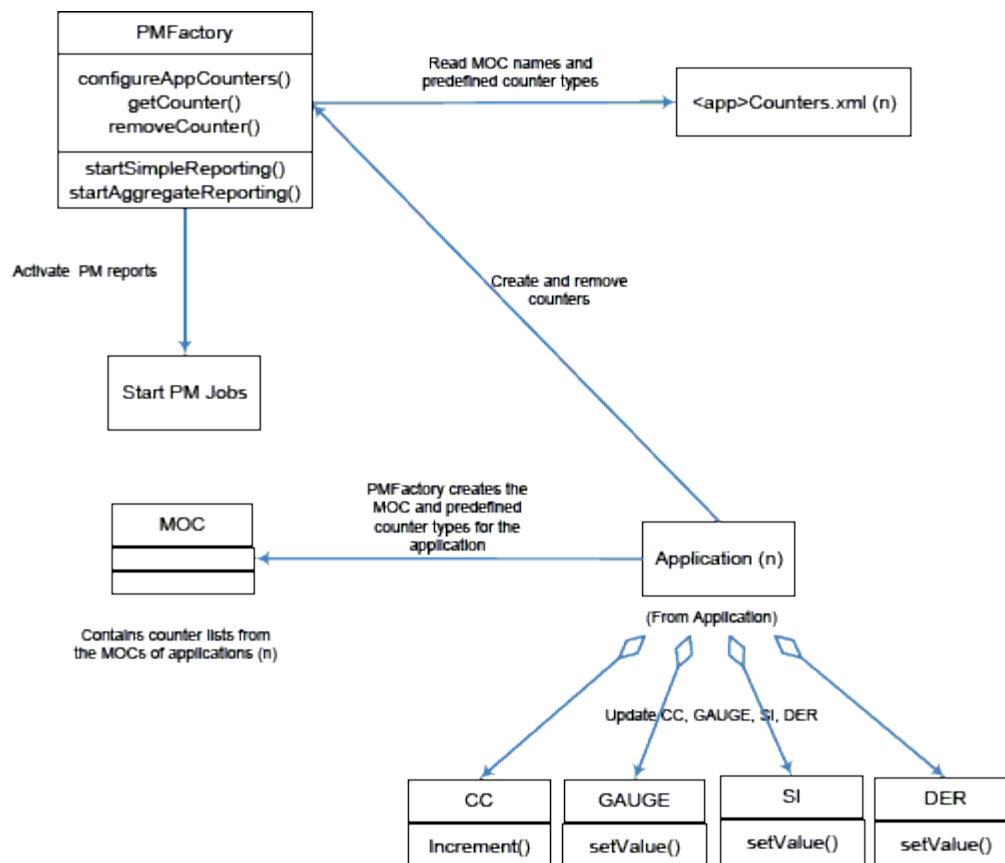 PMFactory
configureAppCounters()
getCounter()
removeCounter()
startSimpleReporting()
startAggregateReporting()
Read MOC names and
predefined counter types
<app>Counters.xml (n)
Activate PM reports
Create and remove
counters
Start PM Jobs
PMFactory creates the
MOC and predefined
counter types for the
application
MOC
Application (n)
Contains counter lists from
the MOCs of applications (n)
(From Application)
Update CC, GAUGE, SI, DER
CC
GAUGE
SI
DER
Increment()
setValue()
setValue()
setValue()